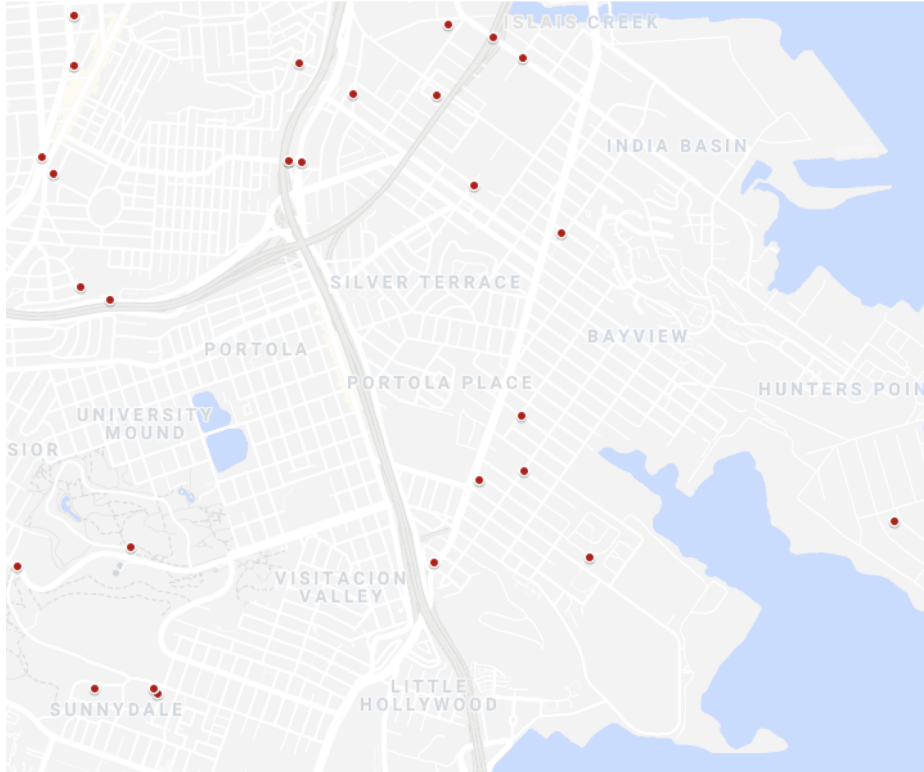 ISLAIS CREEK
INDIA BASIN
SILVER TERRACE
BAYVIEW
PORTOLA
PORTOLA PLACE
HUNTERS POIN
UNIVERSITY
MOUND
SIOR
VISITACION
VALLEY
LITTLE
HOLLYWOOD
SUNNYDALE